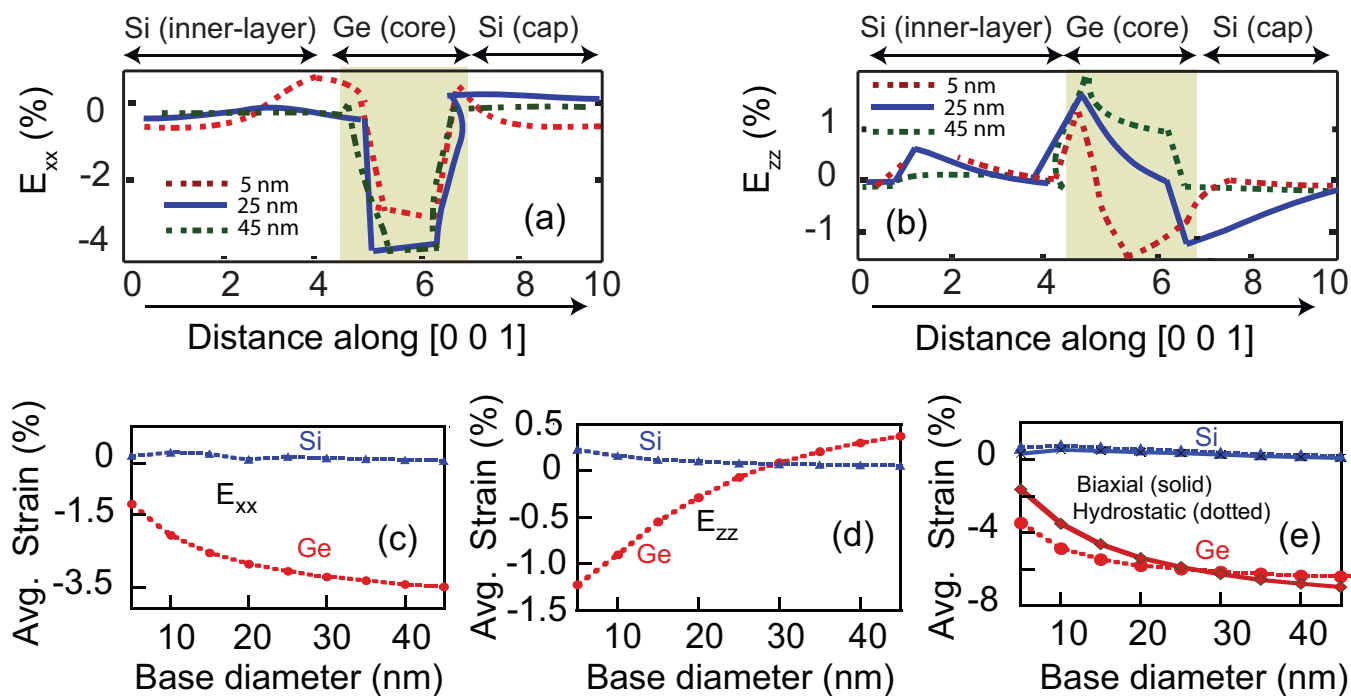 Si (inner-layer) Ge (core) Si (cap)
E_xx (%)
0
-2
-4
5 nm
25 nm
45 nm
(a)
0 2 4 6 8 10
Distance along [0 0 1]
Si (inner-layer) Ge (core) Si (cap)
E_zz (%)
1
0
-1
5 nm
25 nm
45 nm
(b)
0 2 4 6 8 10
Distance along [0 0 1]
Avg. Strain (%)
0
-1.5
-3.5
Si
E_xx
Ge
(c)
10 20 30 40
Base diameter (nm)
Avg. Strain (%)
0.5
0
-0.5
-1.0
-1.5
Si
E_zz
Ge
(d)
10 20 30 40
Base diameter (nm)
Avg. Strain (%)
0
-4
-8
Si
Biaxial (solid)
Hydrostatic (dotted)
Ge
(e)
10 20 30 40
Base diameter (nm)